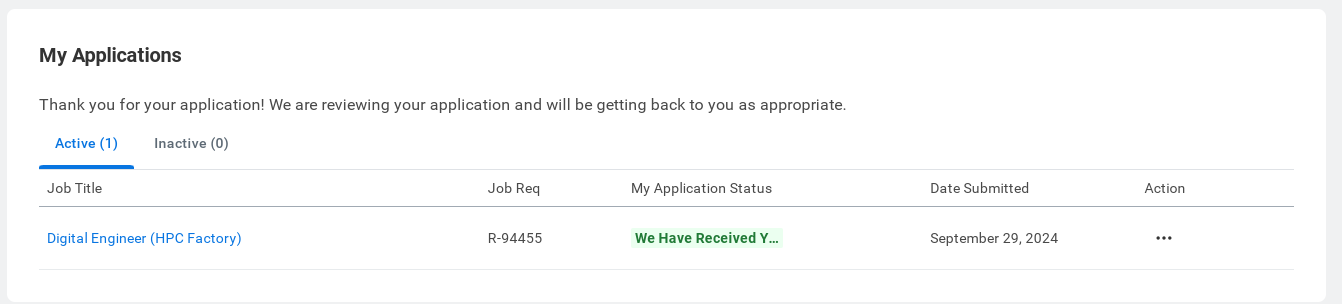 My Applications
Thank you for your application! We are reviewing your application and will be getting back to you as appropriate.
Active (1) Inactive (0)
Job Title Job Req My Application Status Date Submitted Action
Digital Engineer (HPC Factory) R-94455 We Have Received Y... September 29, 2024